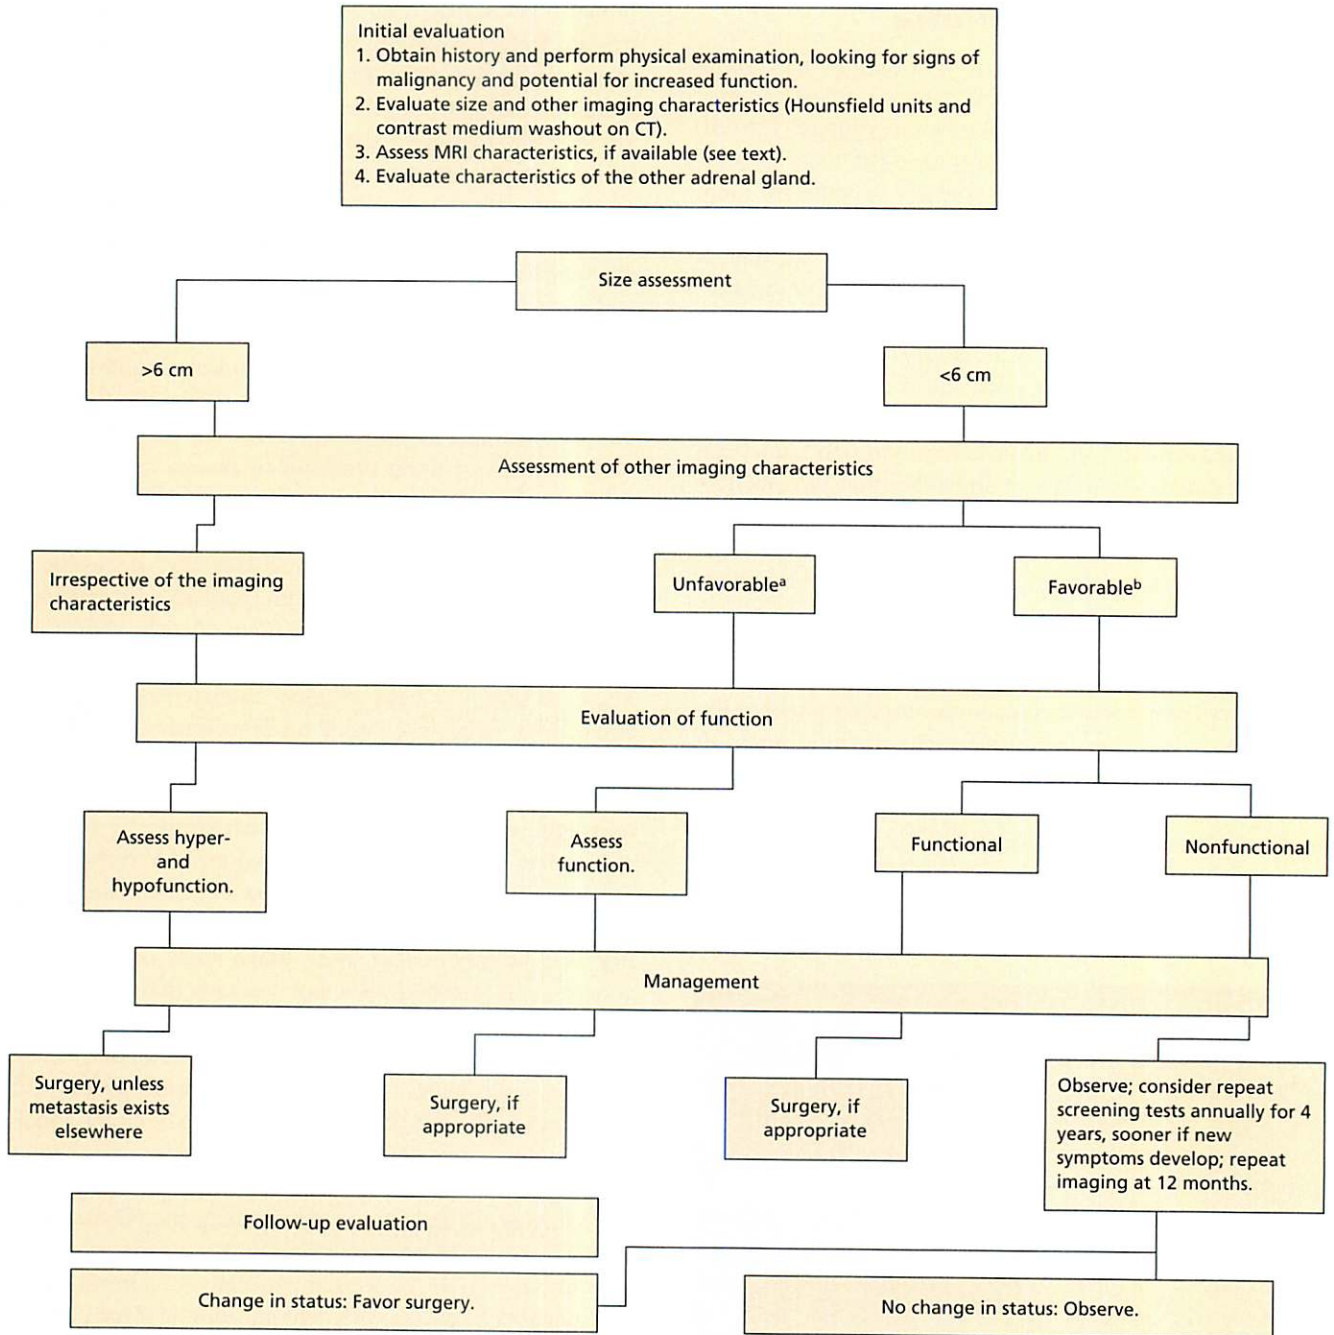 Initial evaluation
1. Obtain history and perform physical examination, looking for signs of
malignancy and potential for increased function.
2. Evaluate size and other imaging characteristics (Hounsfield units and
contrast medium washout on CT).
3. Assess MRI characteristics, if available (see text).
4. Evaluate characteristics of the other adrenal gland.
Size assessment
>6 cm
<6 cm
Assessment of other imaging characteristics
Irrespective of the imaging
characteristics
Unfavorableᵃ
Favorableᵇ
Evaluation of function
Assess hyper-
and
hypofunction.
Assess
function.
Functional
Nonfunctional
Management
Surgery, unless
metastasis exists
elsewhere
Surgery, if
appropriate
Surgery, if
appropriate
Observe; consider repeat
screening tests annually for 4
years, sooner if new
symptoms develop; repeat
imaging at 12 months.
Follow-up evaluation
Change in status: Favor surgery.
No change in status: Observe.